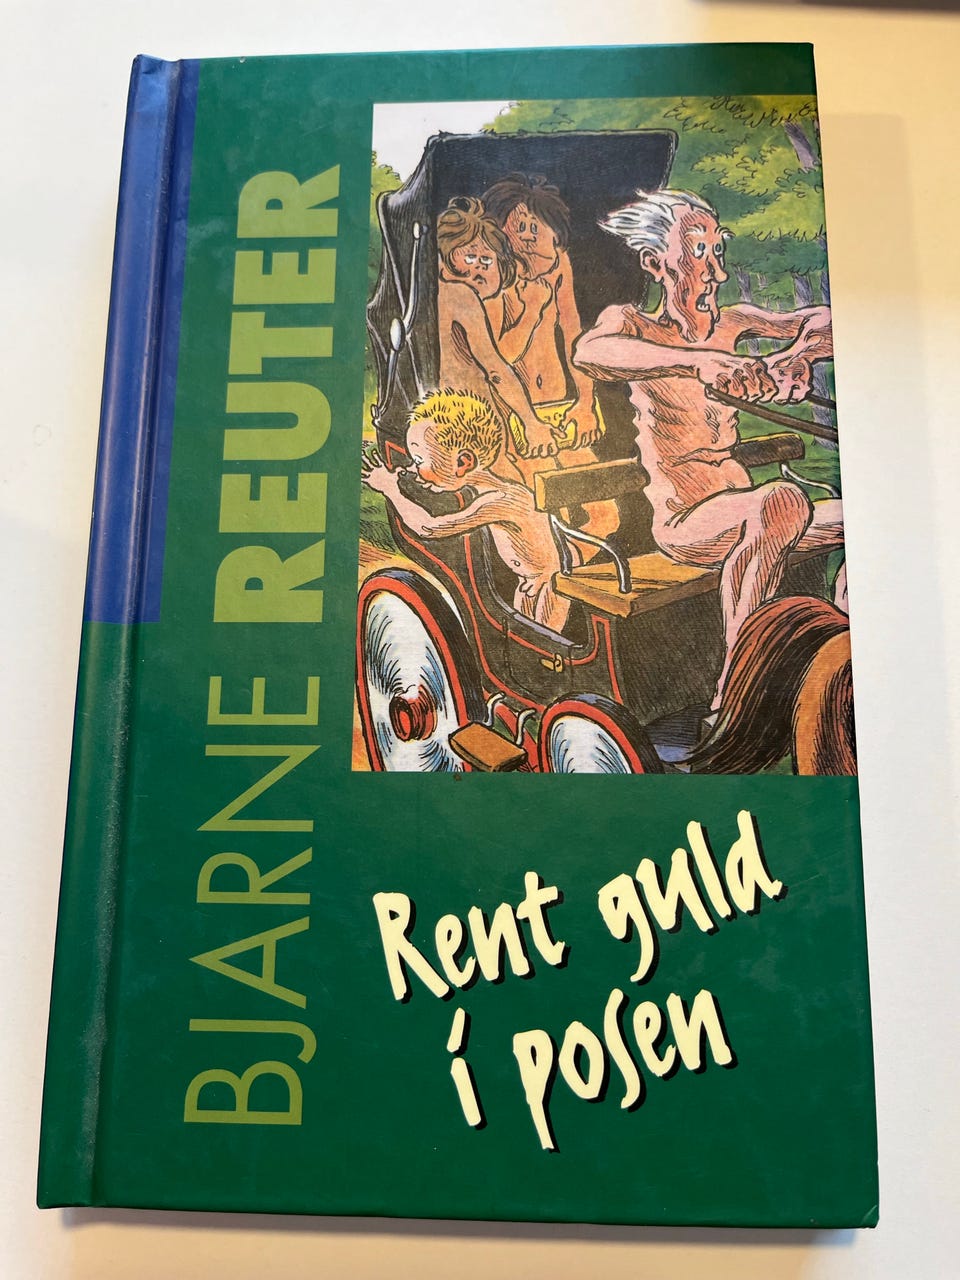 BJARNE REUTER
Rent guld
i posen